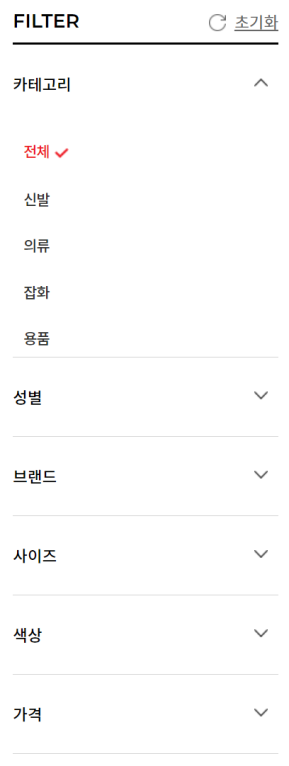 FILTER 초기화
카테고리
전체
신발
의류
잡화
용품
성별
브랜드
사이즈
색상
가격